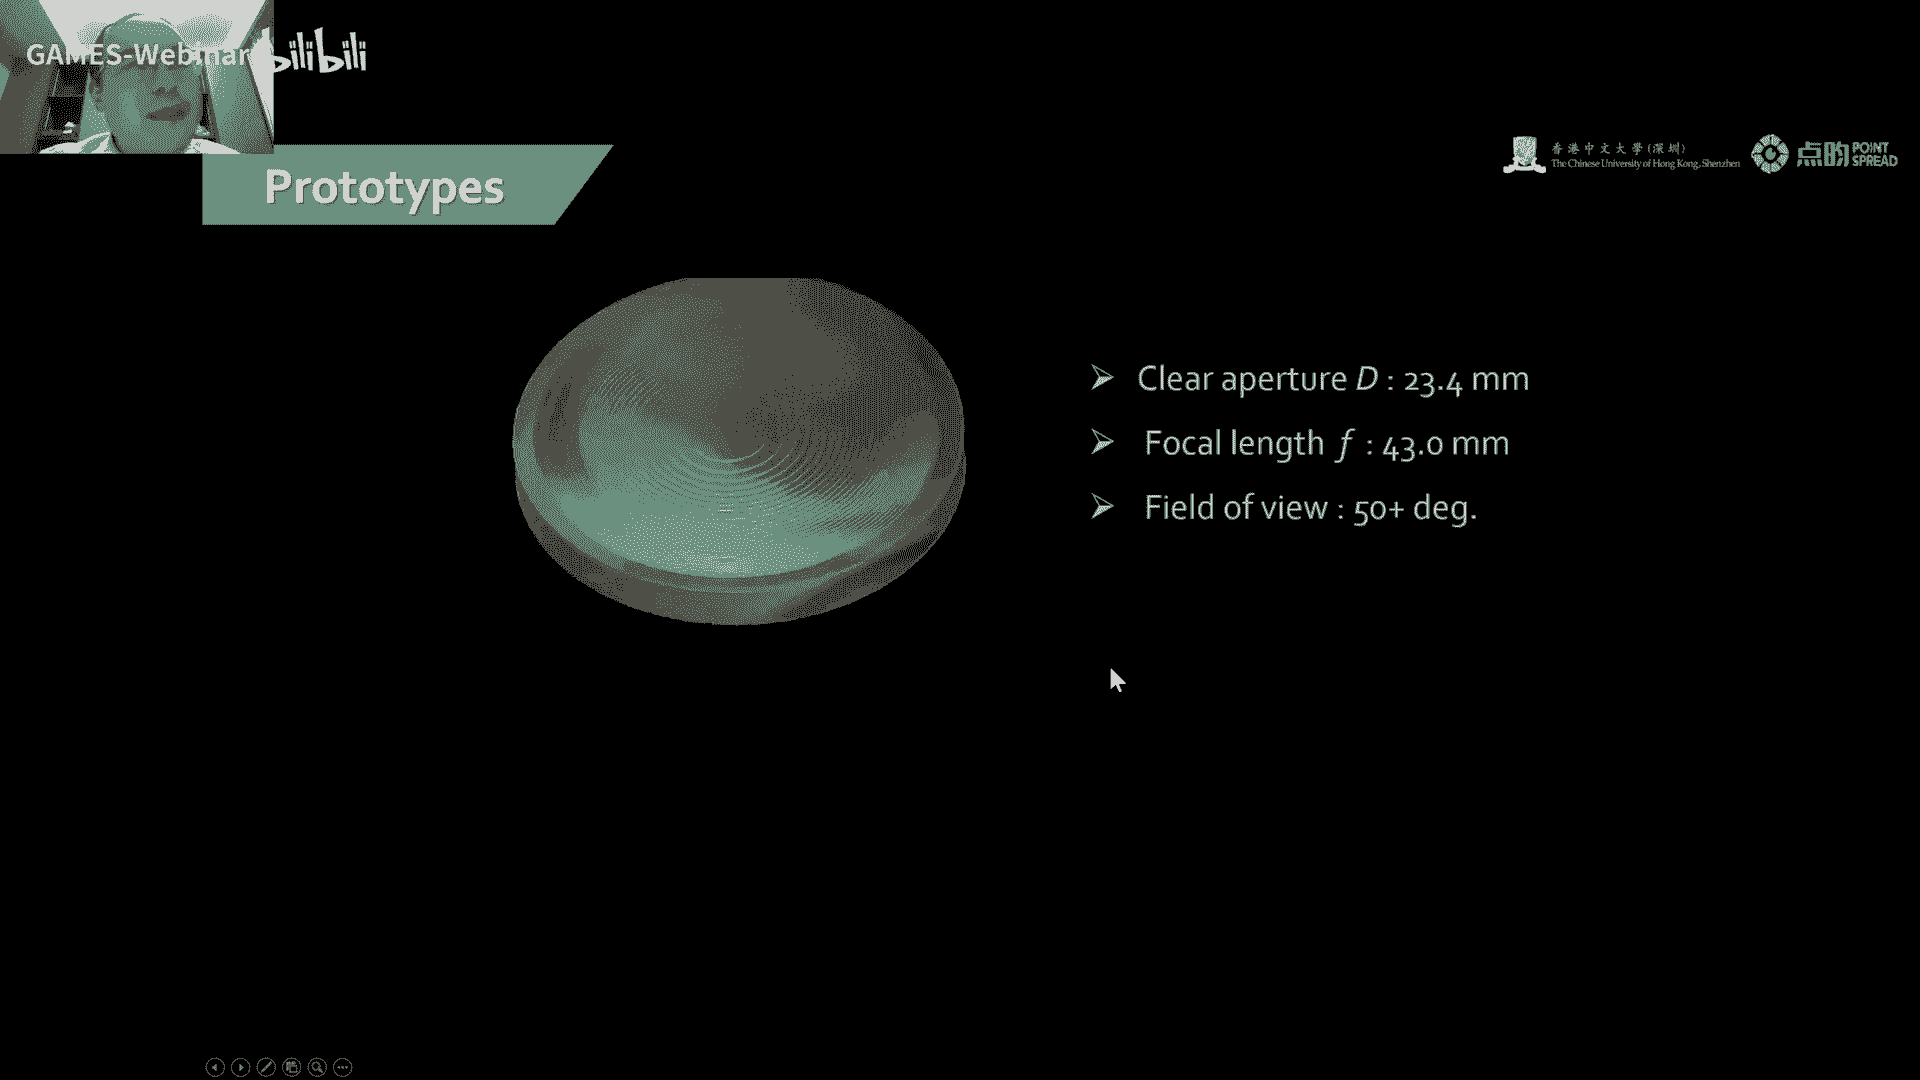 GAMES-Webinar
bilibili
Prototypes
香港中文大學(深圳)
The Chinese University of Hong Kong, Shenzhen
点昀
POINT
SPREAD
Clear aperture D : 23.4 mm
Focal length f : 43.0 mm
Field of view : 50+ deg.